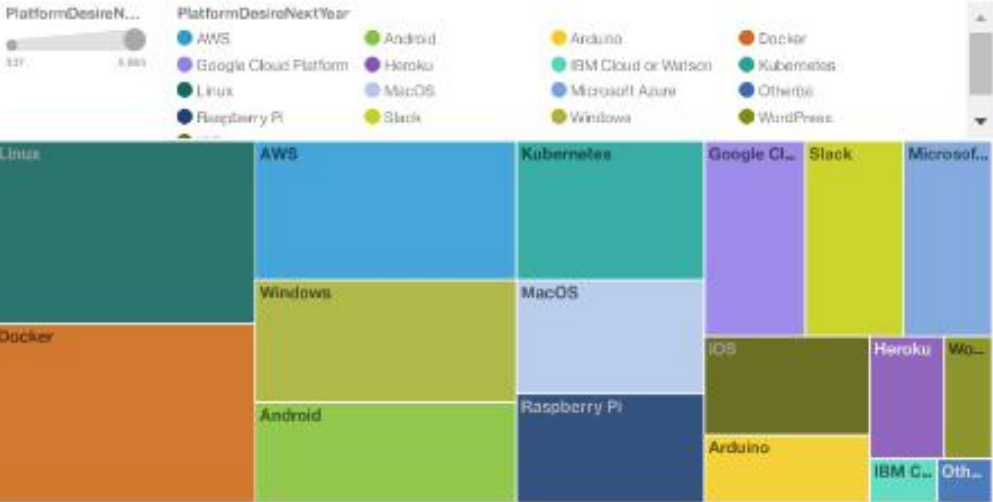 PlatformDesireN...
PlatformDesireNextYear
AWS Android Arduino Docker
Google Cloud Platform Heroku IBM Cloud or Watson Kubernetes
Linux MacOS Microsoft Azure Other(s)
Raspberry Pi Slack Windows WordPress
Linux
AWS
Kubernetes
Google Cl...
Slack
Microsof...
Windows
MacOS
Docker
iOS
Heroku
Wo...
Raspberry Pi
Android
Arduino
IBM C...
Oth...